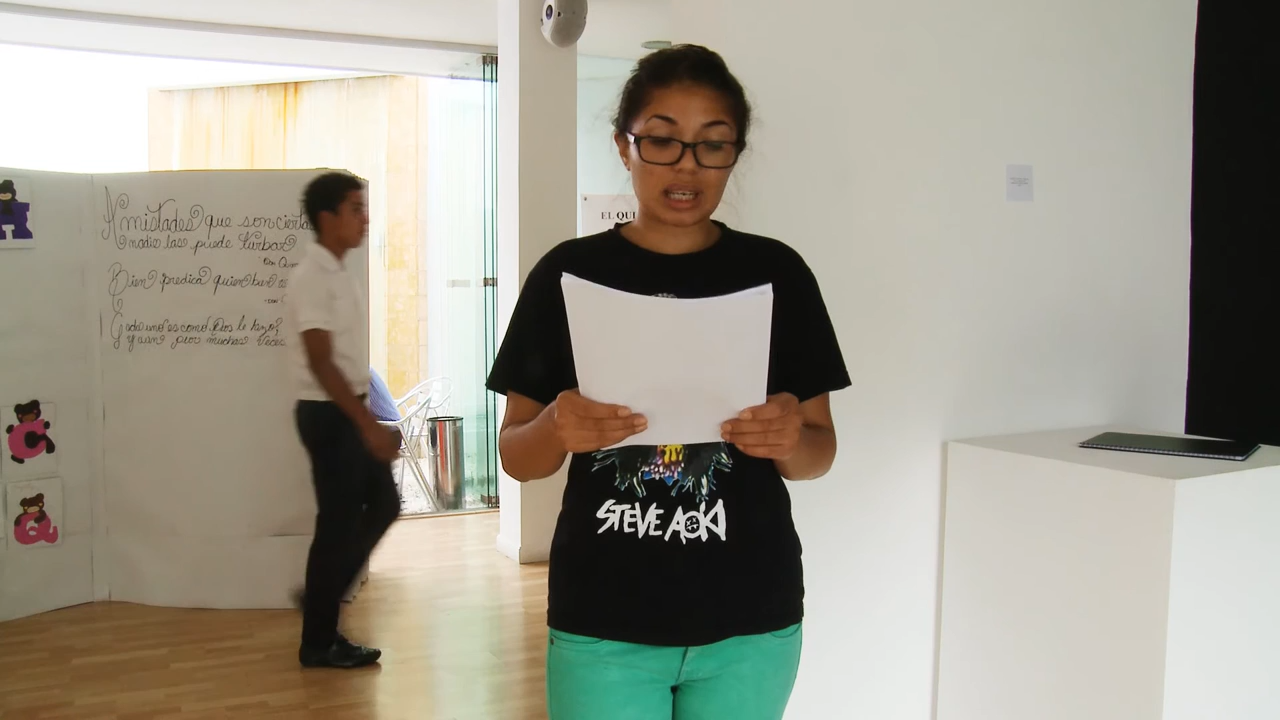 H
Amistades que son ciertas
nadie las puede turbar
Bien predica quien bien
Cada uno es como Dios le hizo,
y aun peor muchas veces
C
Q
EL QUI
STEVE AOKI